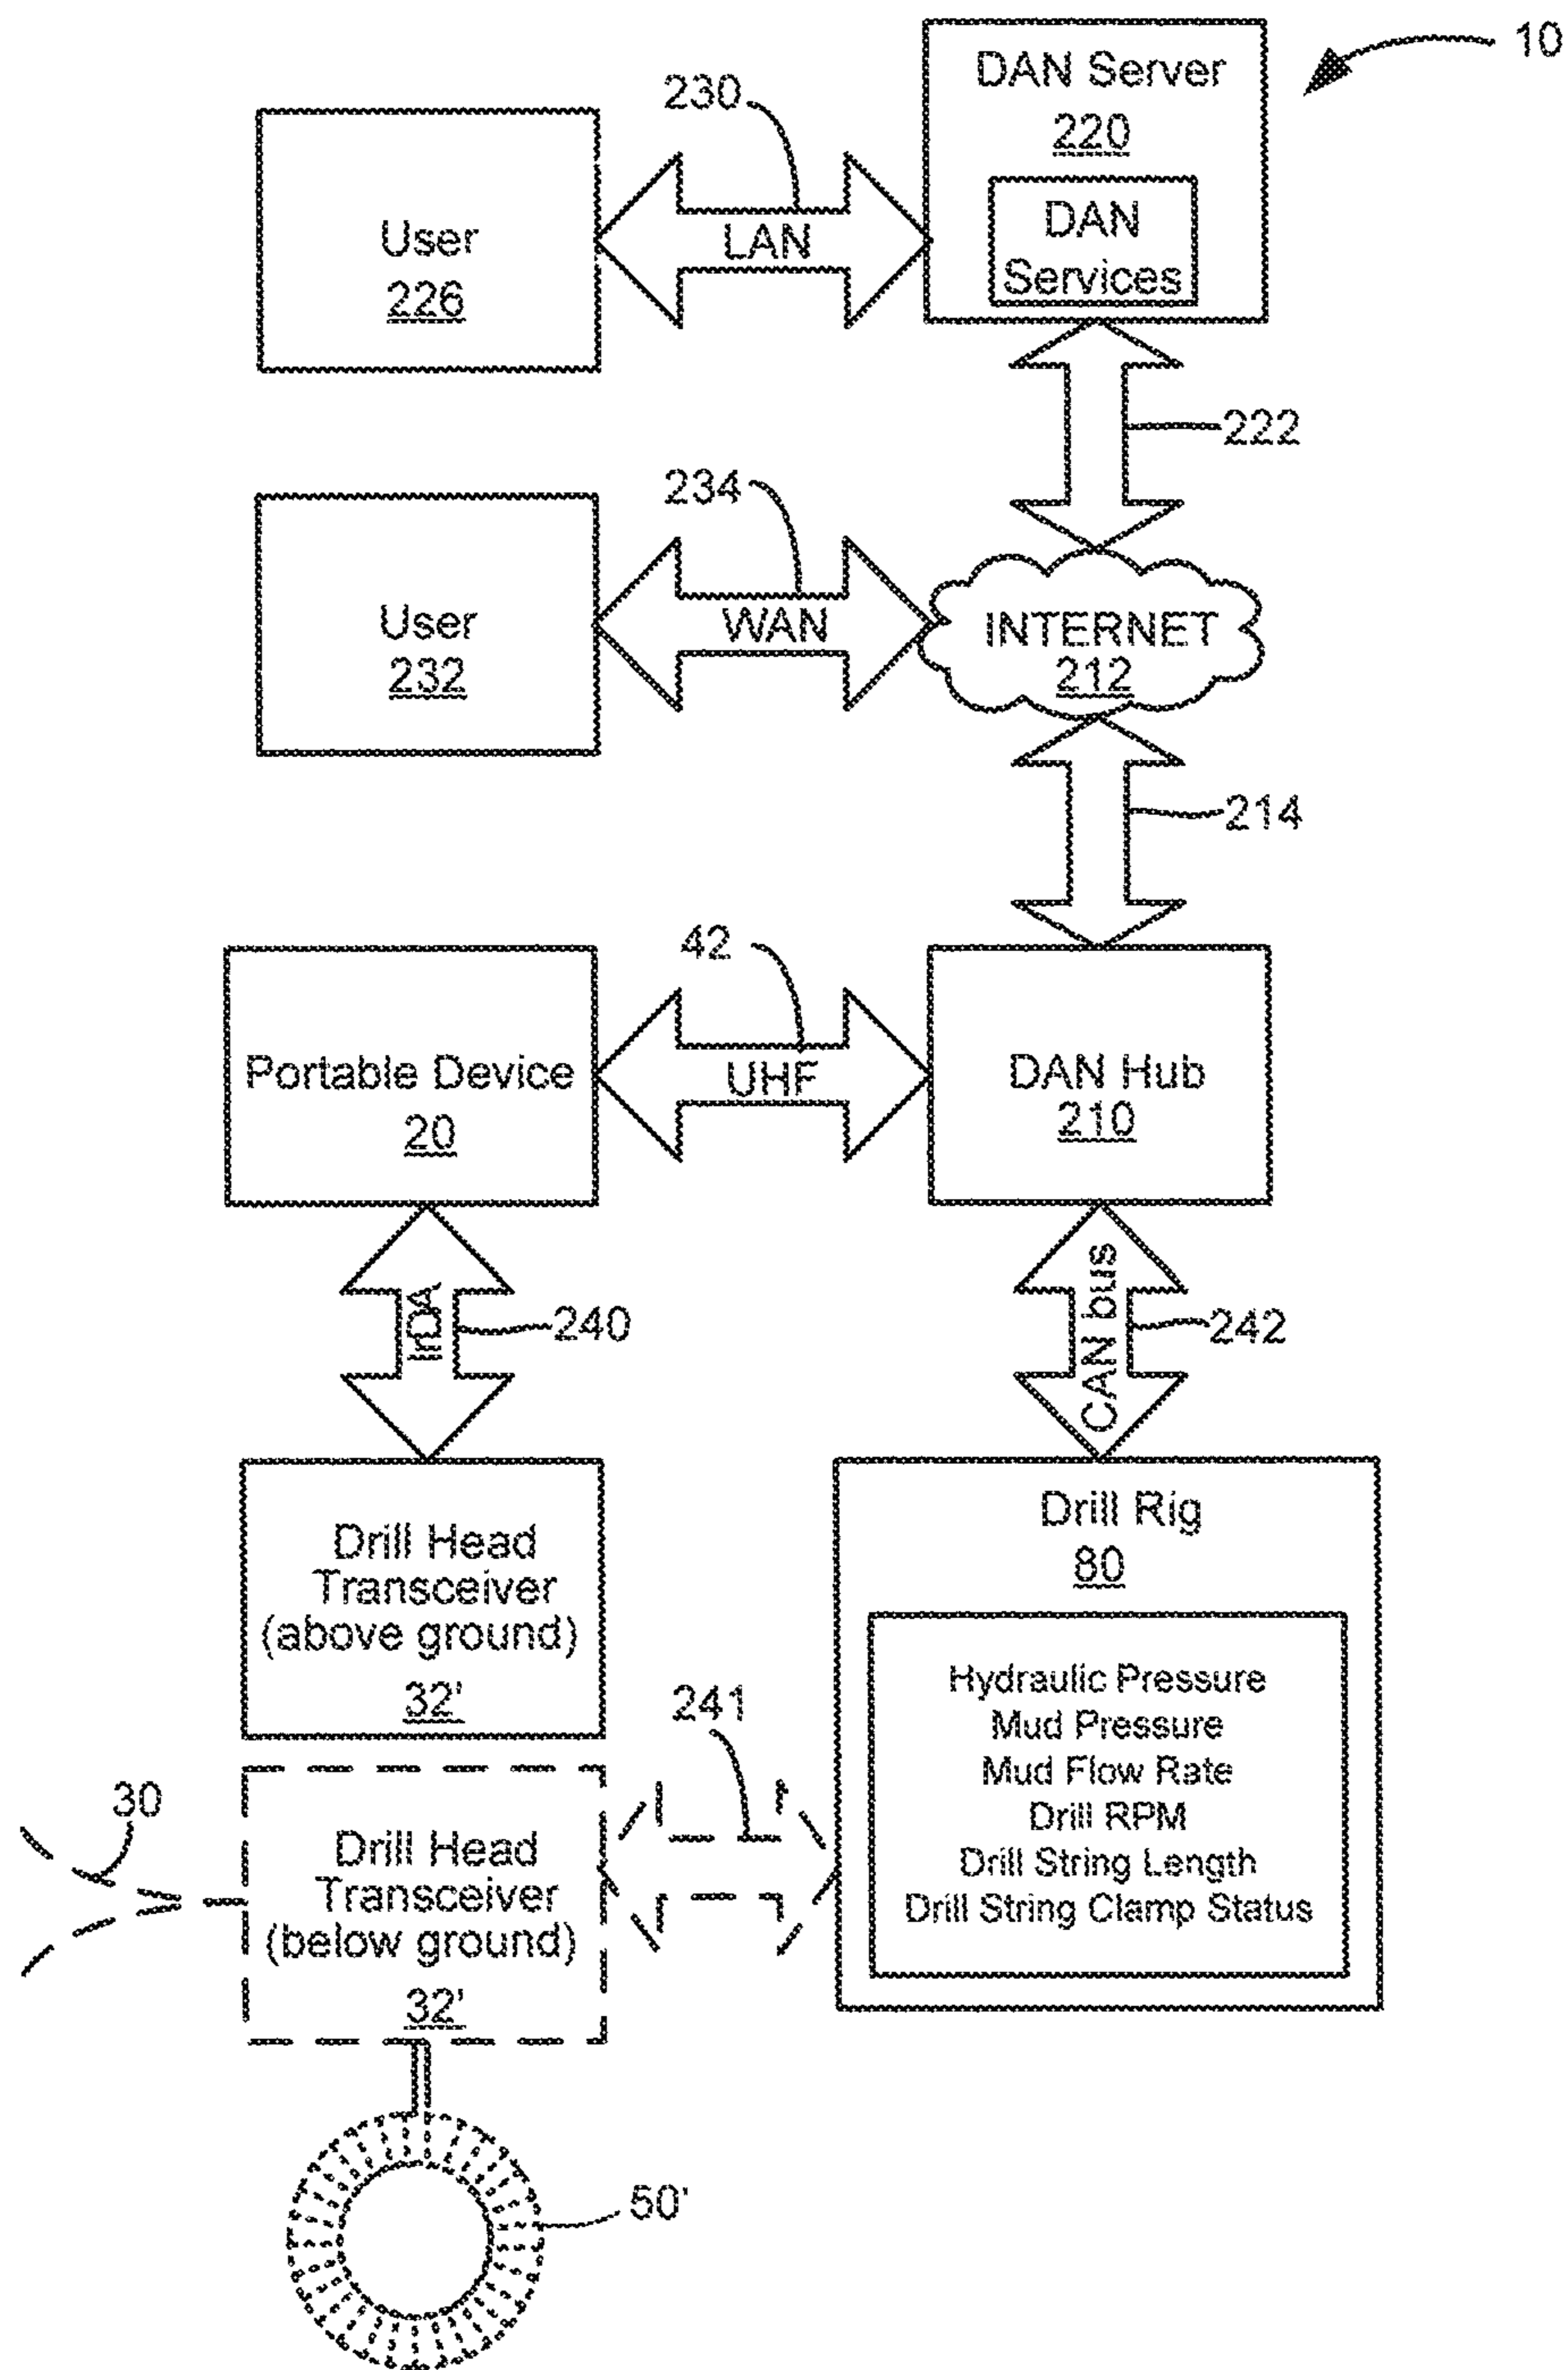 10
DAN Server
220
DAN
Services
230
User
226
LAN
222
234
User
232
WAN
INTERNET
212
214
42
Portable Device
20
UHF
DAN Hub
210
IrDA
240
CAN bus
242
Drill Head
Transceiver
(above ground)
32'
Drill Rig
80
Hydraulic Pressure
Mud Pressure
Mud Flow Rate
Drill RPM
Drill String Length
Drill String Clamp Status
241
30
Drill Head
Transceiver
(below ground)
32'
50'